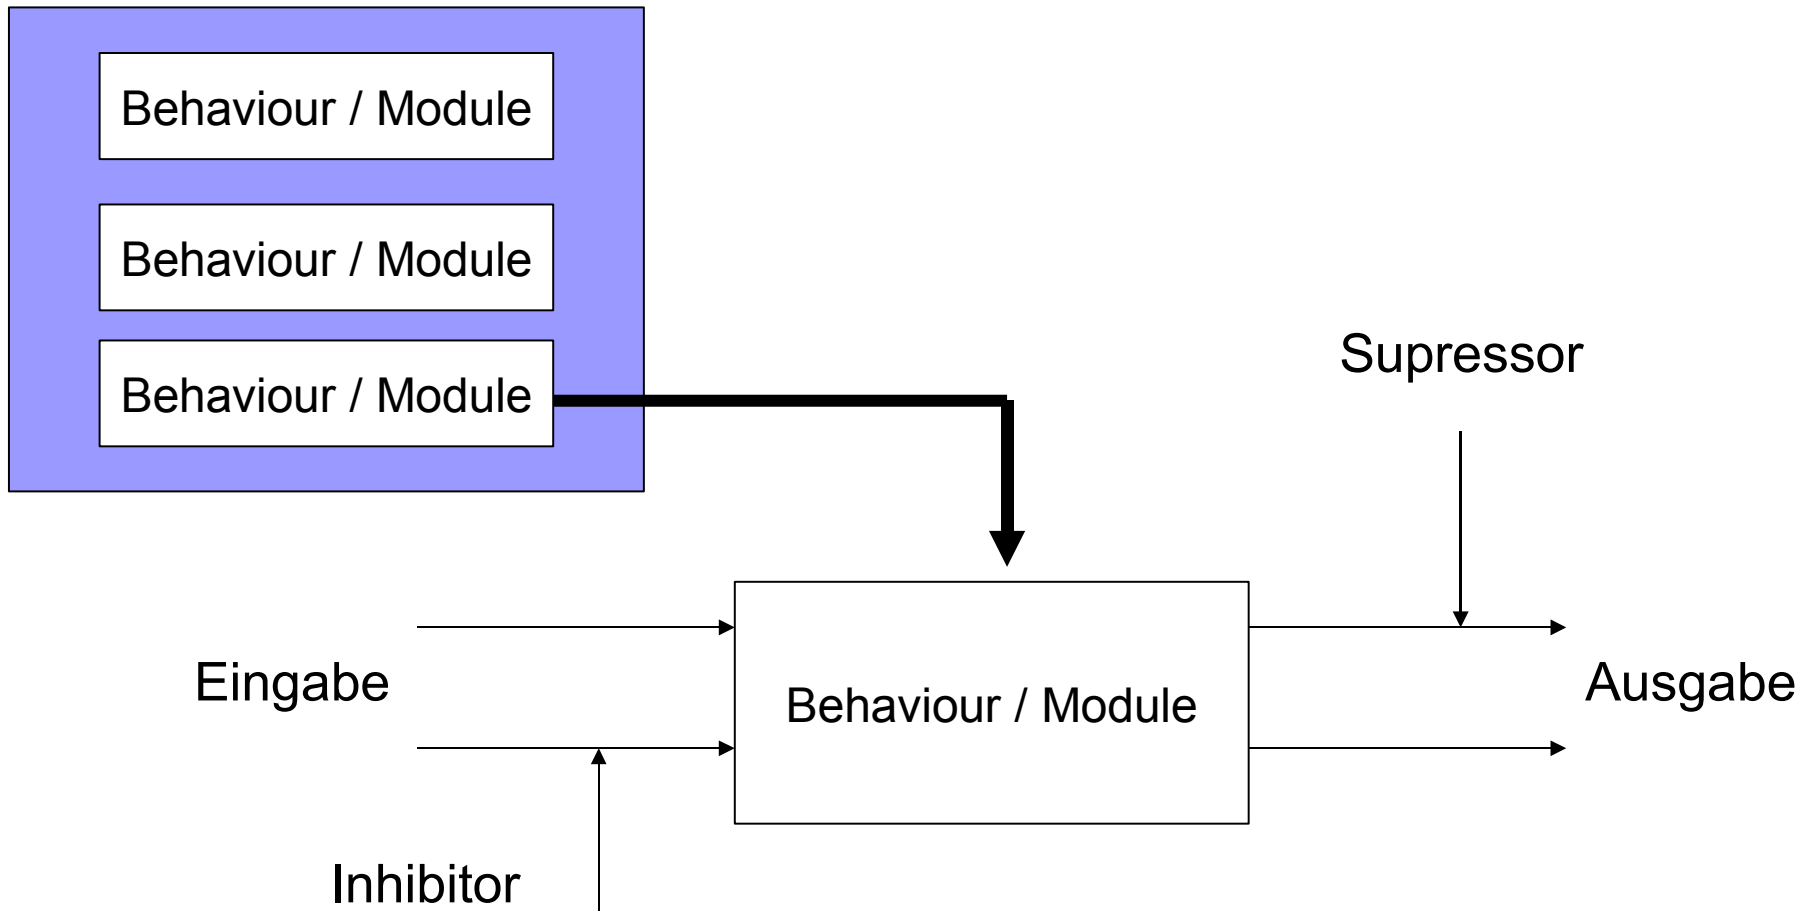 Behaviour / Module
Behaviour / Module
Behaviour / Module
Supressor
Eingabe
Behaviour / Module
Ausgabe
Inhibitor